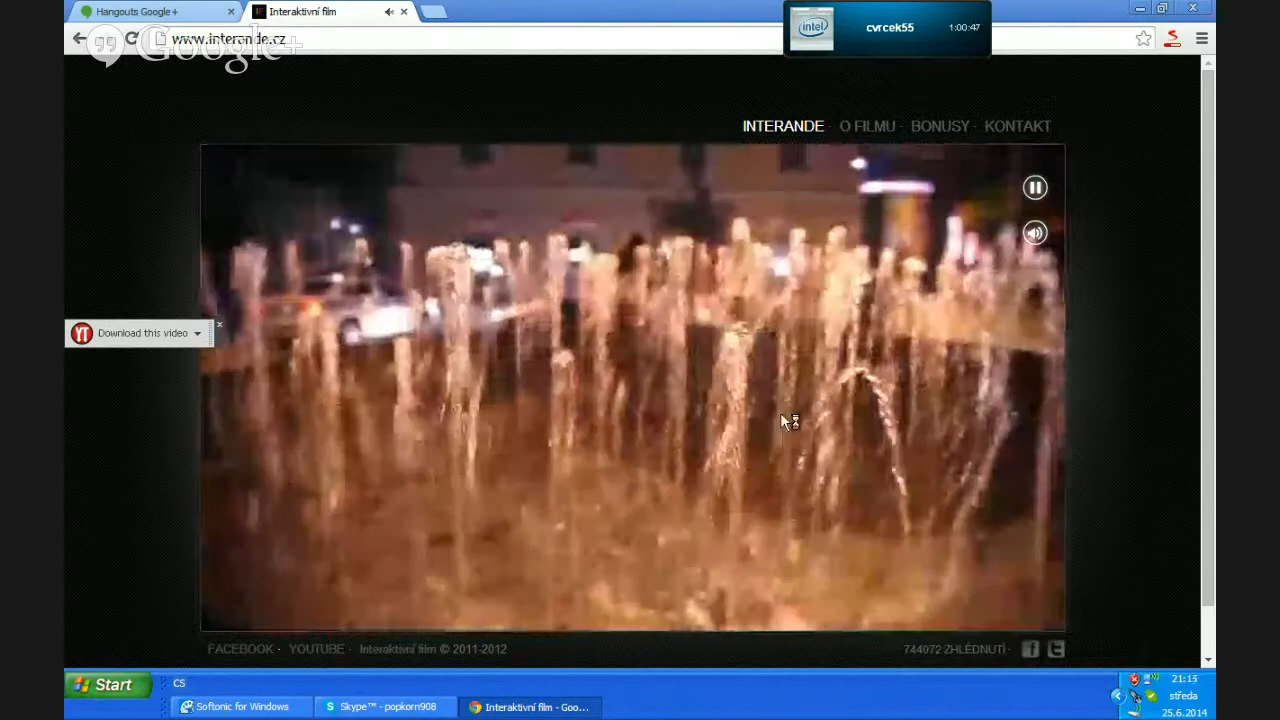 Hangouts Google+
Interaktivní film
intel
cvrcek55
1:00:47
Google+
www.interande.cz
INTERANDE · O FILMU · BONUSY · KONTAKT
YT Download this video
FACEBOOK · YOUTUBE · Interaktivní film © 2011-2012
744072 ZHLÉDNUTÍ ·
Start
CS
21:15
středa
25.6.2014
Softonic for Windows
Skype™ - popkorn908
Interaktivní film - Goo...